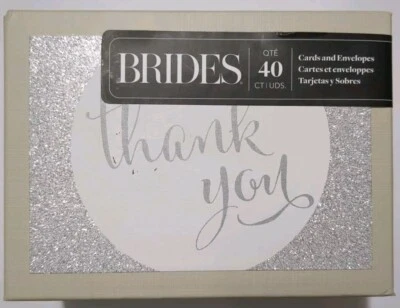 BRIDES®
QTÉ
40
CT | UDS.
Cards and Envelopes
Cartes et enveloppes
Tarjetas y Sobres
thank
you